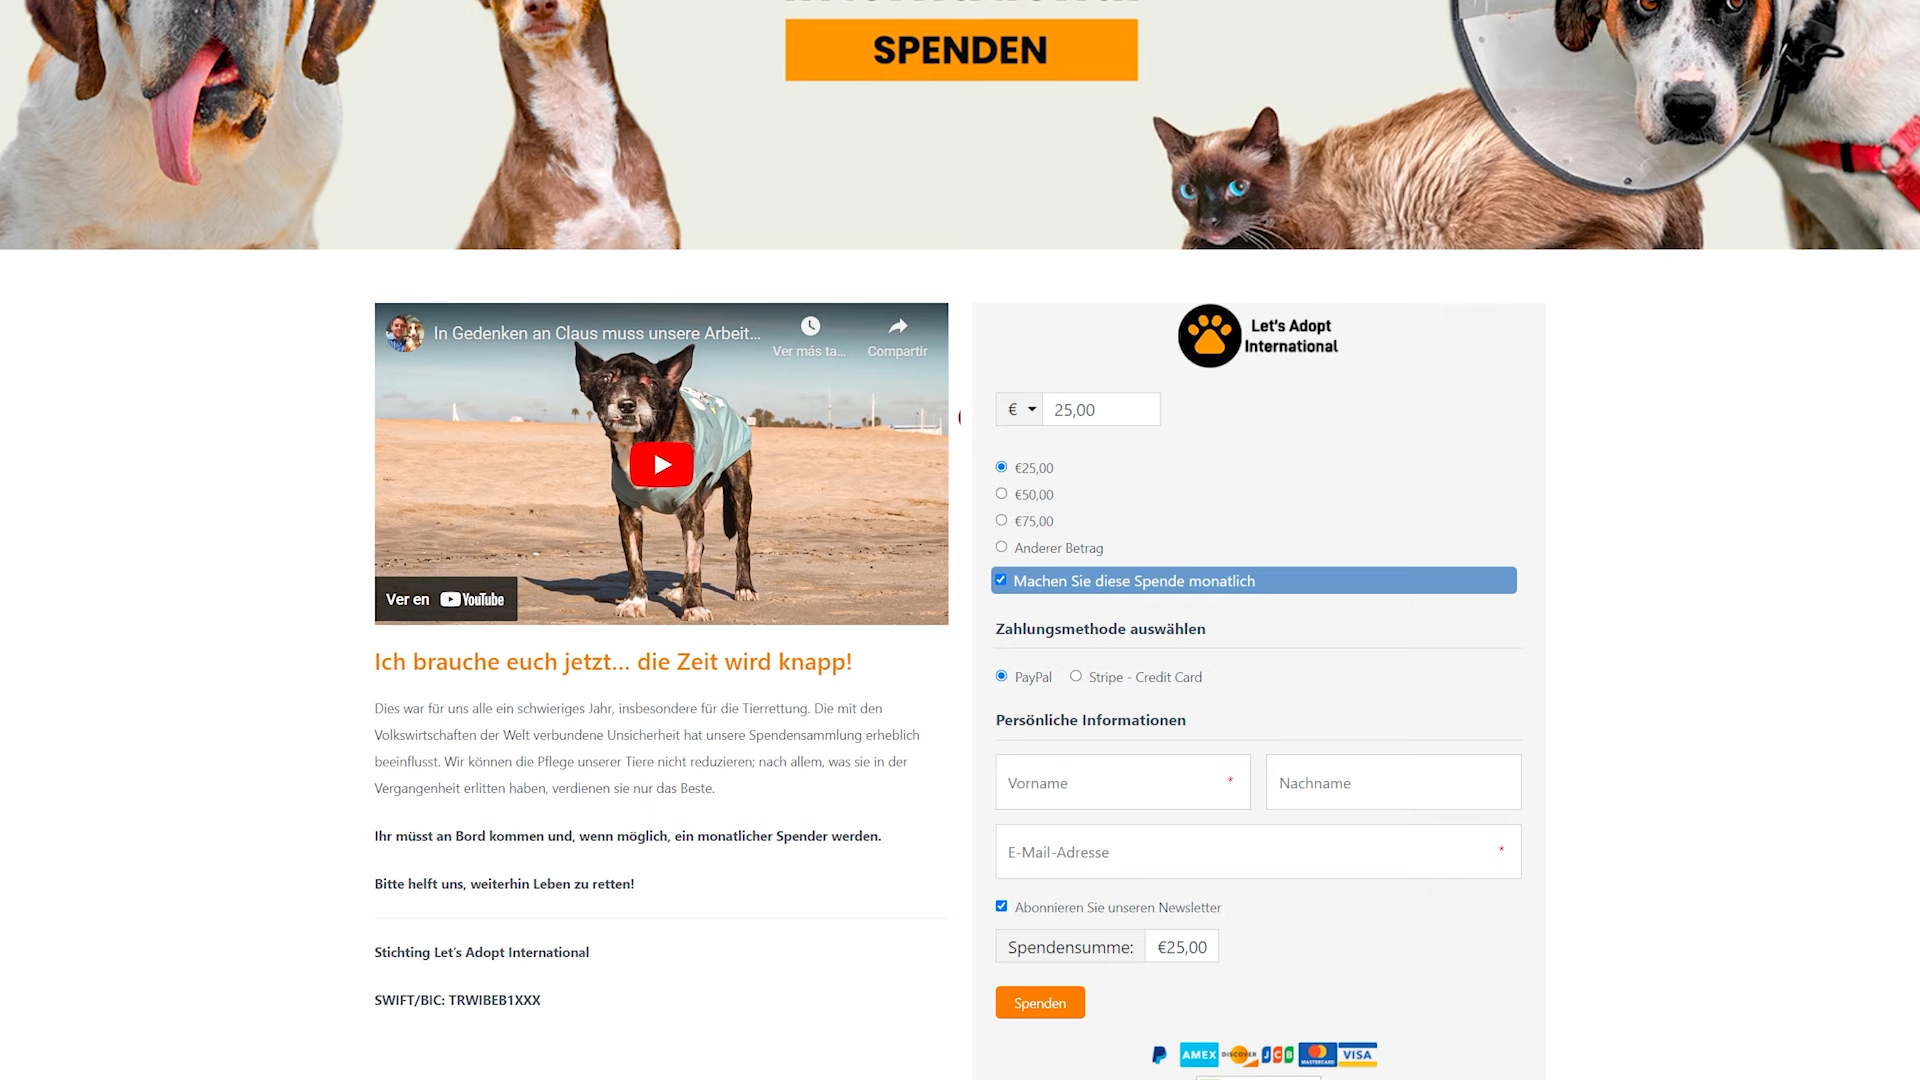 SPENDEN
In Gedenken an Claus muss unsere Arbeit...
Ver más ta...
Compartir
Ver en YouTube
Ich brauche euch jetzt... die Zeit wird knapp!
Dies war für uns alle ein schwieriges Jahr, insbesondere für die Tierrettung. Die mit den
Volkswirtschaften der Welt verbundene Unsicherheit hat unsere Spendensammlung erheblich
beeinflusst. Wir können die Pflege unserer Tiere nicht reduzieren; nach allem, was sie in der
Vergangenheit erlitten haben, verdienen sie nur das Beste.
Ihr müsst an Bord kommen und, wenn möglich, ein monatlicher Spender werden.
Bitte helft uns, weiterhin Leben zu retten!
Stichting Let's Adopt International
SWIFT/BIC: TRWIBEB1XXX
Let's Adopt
International
€ 25,00
€25,00
€50,00
€75,00
Anderer Betrag
Machen Sie diese Spende monatlich
Zahlungsmethode auswählen
PayPal Stripe - Credit Card
Persönliche Informationen
Vorname * Nachname
E-Mail-Adresse *
Abonnieren Sie unseren Newsletter
Spendensumme: €25,00
Spenden
AMEX DISCOVER JCB MASTERCARD VISA